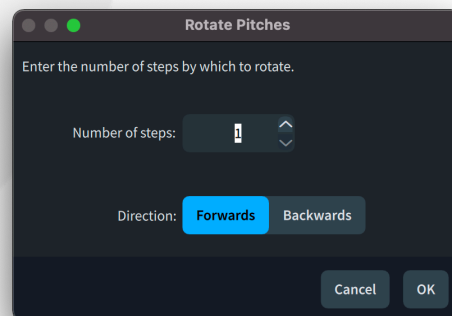 Rotate Pitches
Enter the number of steps by which to rotate.
Number of steps: 1
Direction: Forwards Backwards
Cancel OK